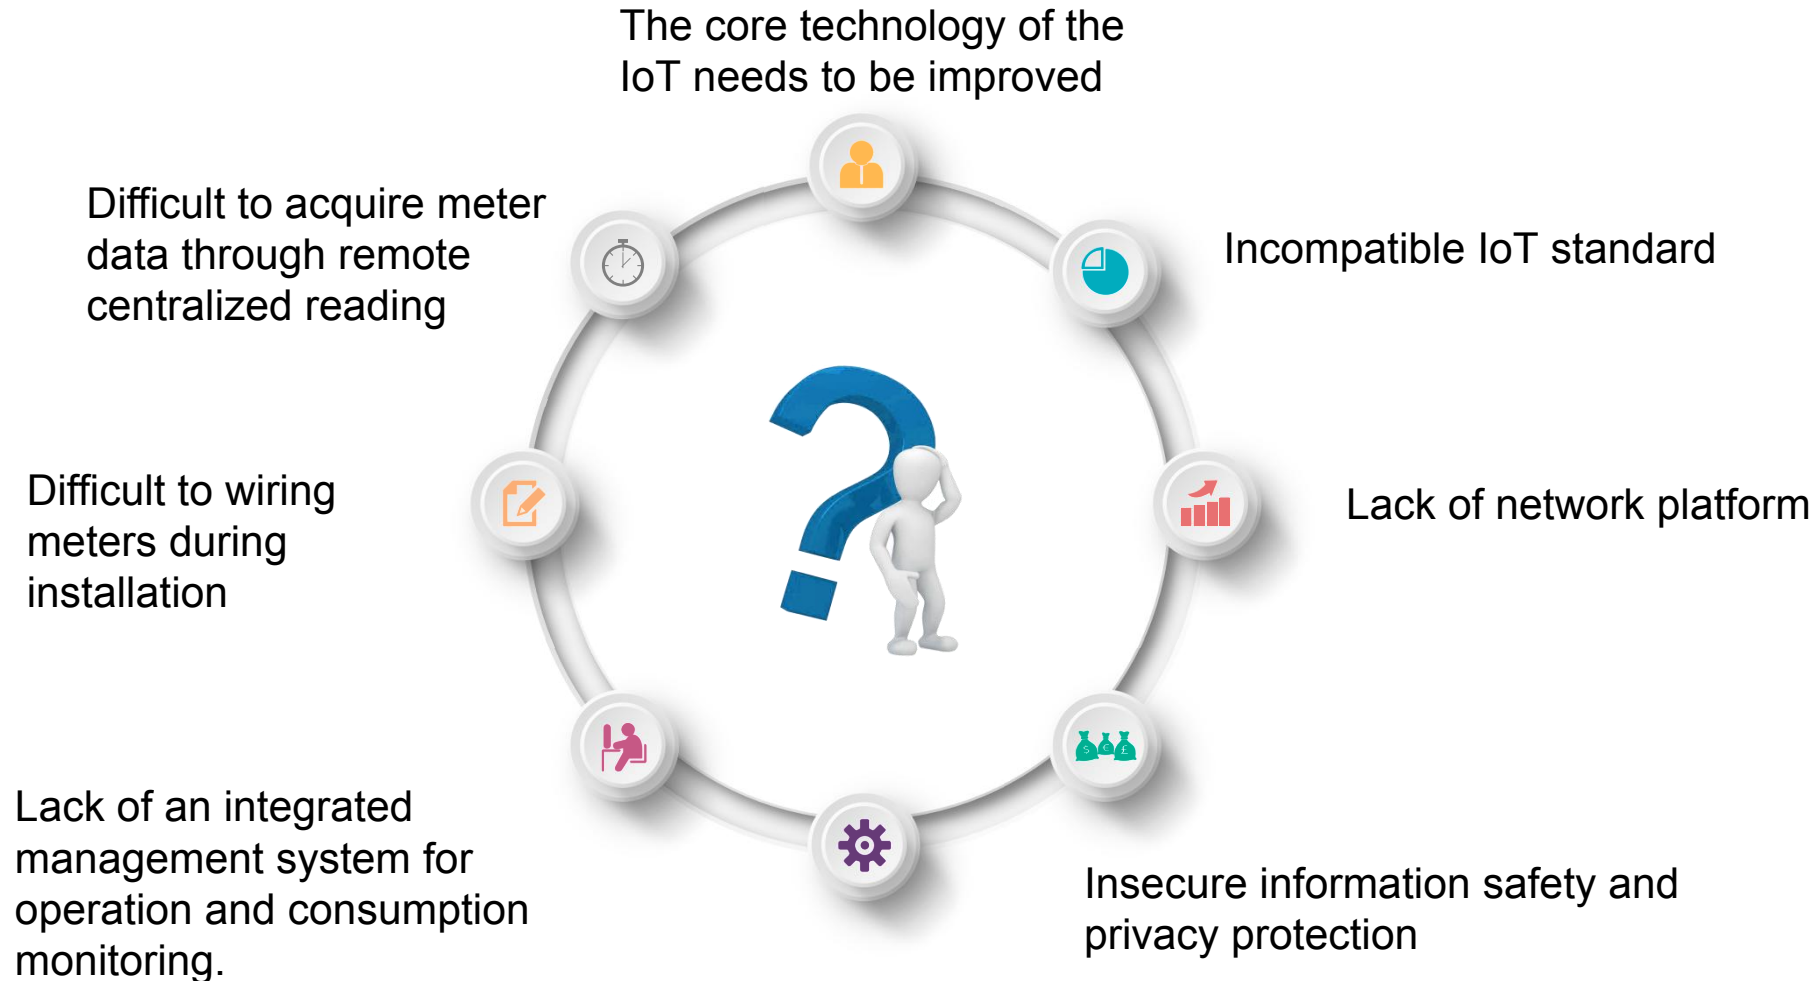 The core technology of the
IoT needs to be improved
Difficult to acquire meter
data through remote
centralized reading
Incompatible IoT standard
Difficult to wiring
meters during
installation
Lack of network platform
Lack of an integrated
management system for
operation and consumption
monitoring.
Insecure information safety and
privacy protection
$ € £